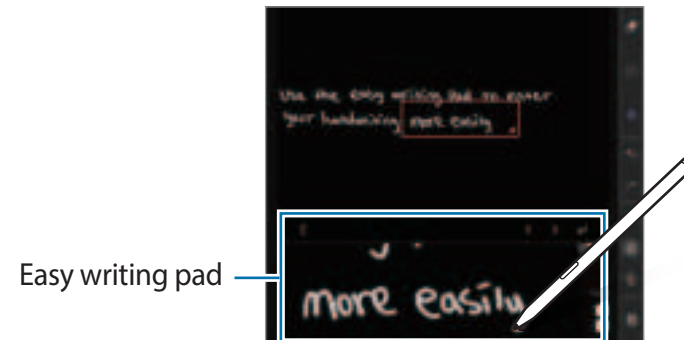 Use the easy writing pad to enter
your handwriting more easily
Easy writing pad
more easily